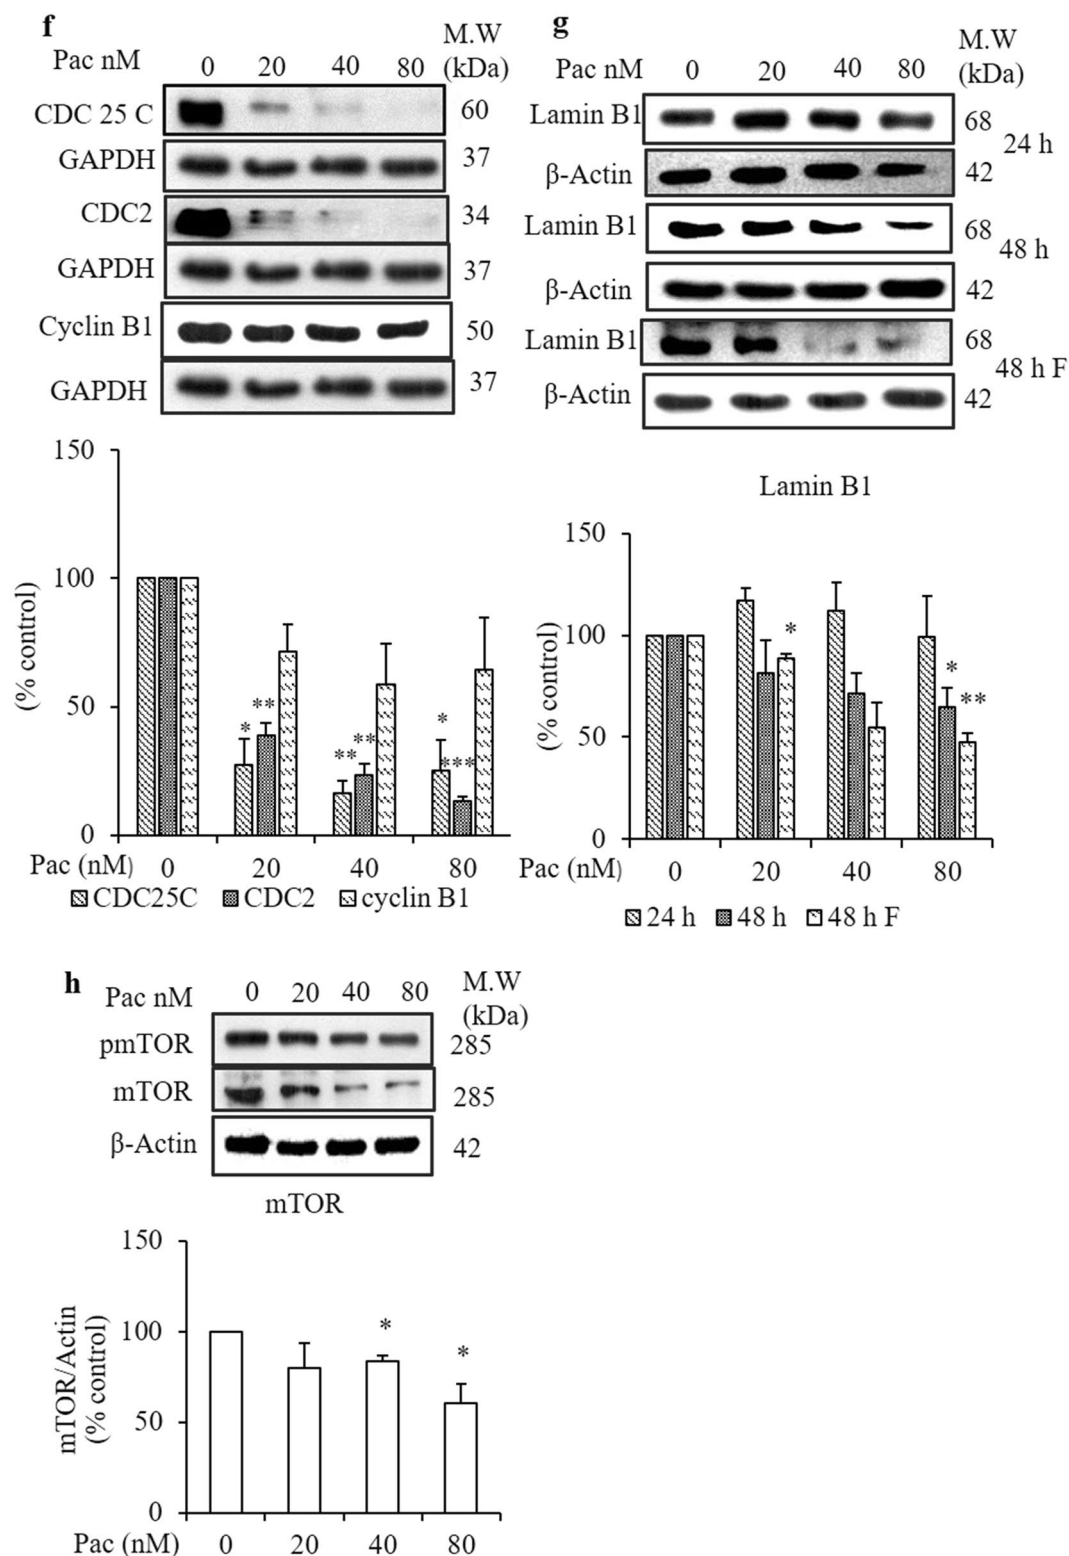 f
Pac nM 0 20 40 80 M.W (kDa)
CDC 25 C 60
GAPDH 37
CDC2 34
GAPDH 37
Cyclin B1 50
GAPDH 37
150
100
50
0
(% control)
* ** ** ** * ***
Pac (nM) 0 20 40 80
CDC25C CDC2 cyclin B1
g
Pac nM 0 20 40 80 M.W (kDa)
Lamin B1 68
24 h
β-Actin 42
Lamin B1 68
48 h
β-Actin 42
Lamin B1 68
48 h F
β-Actin 42
Lamin B1
150
100
50
0
(% control)
* * **
Pac (nM) 0 20 40 80
24 h 48 h 48 h F
h
Pac nM 0 20 40 80 M.W (kDa)
pmTOR 285
mTOR 285
β-Actin 42
mTOR
150
100
50
0
mTOR/Actin
(% control)
* *
Pac (nM) 0 20 40 80